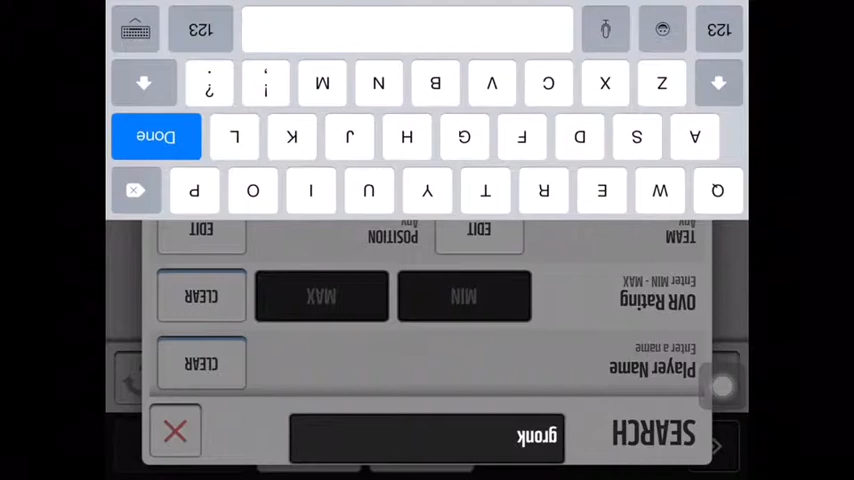 SEARCH
gronk
Player Name
Enter a name
CLEAR
OVR Rating
Enter MIN - MAX
MIN
MAX
CLEAR
TEAM
Any
EDIT
POSITION
Any
EDIT
Q W E R T Y U I O P
A S D F G H J K L Done
Z X C V B N M ! , ? .
123 123